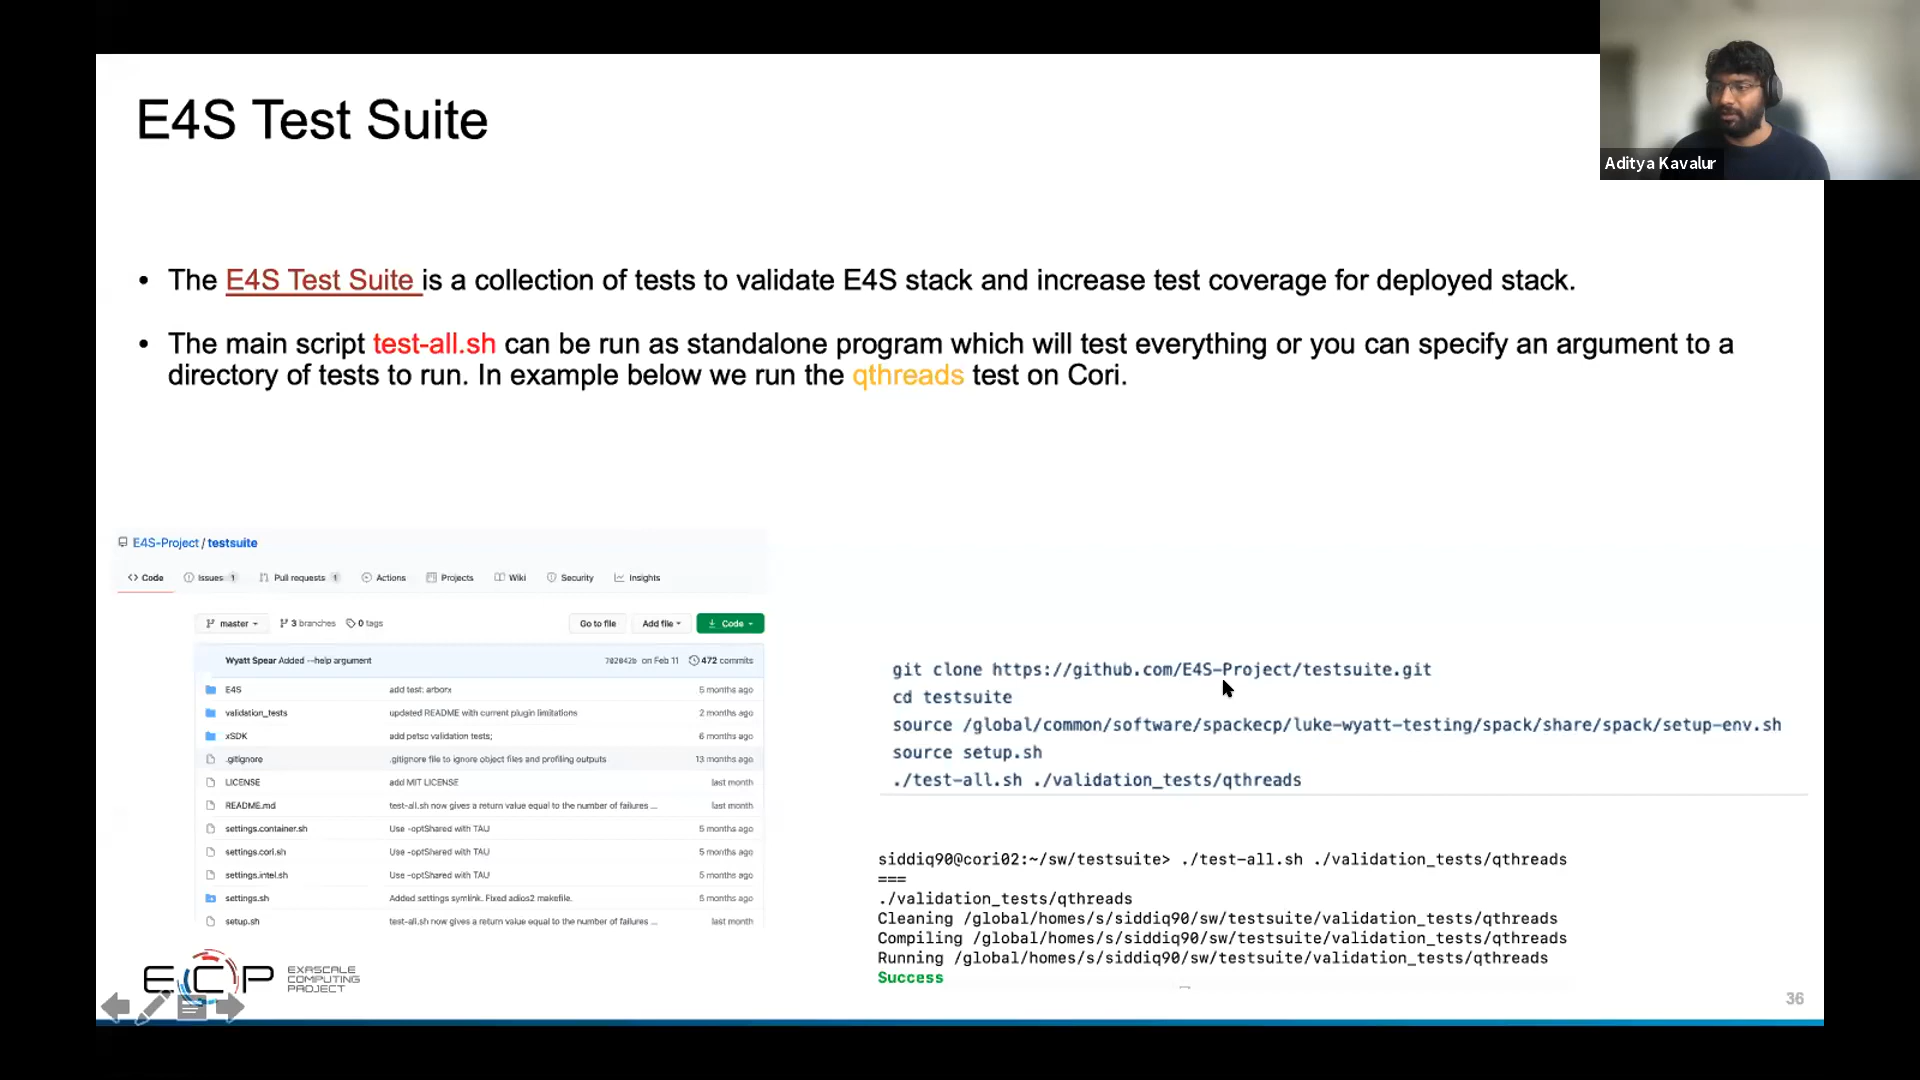 E4S Test Suite
Aditya Kavalur
• The E4S Test Suite is a collection of tests to validate E4S stack and increase test coverage for deployed stack.
• The main script test-all.sh can be run as standalone program which will test everything or you can specify an argument to a
directory of tests to run. In example below we run the qthreads test on Cori.
E4S-Project / testsuite
Code Issues 1 Pull requests 1 Actions Projects Wiki Security Insights
master 3 branches 0 tags Go to file Add file Code
Wyatt Spear Added --help argument 702042b on Feb 11 472 commits
E4S add test: arborx 5 months ago
validation_tests updated README with current plugin limitations 2 months ago
xSDK add petsc validation tests; 6 months ago
.gitignore .gitignore file to ignore object files and profiling outputs 13 months ago
LICENSE add MIT LICENSE last month
README.md test-all.sh now gives a return value equal to the number of failures ... last month
settings.container.sh Use -optShared with TAU 5 months ago
settings.cori.sh Use -optShared with TAU 5 months ago
settings.intel.sh Use -optShared with TAU 5 months ago
settings.sh Added settings symlink. Fixed adios2 makefile. 5 months ago
setup.sh test-all.sh now gives a return value equal to the number of failures ... last month
git clone https://github.com/E4S-Project/testsuite.git
cd testsuite
source /global/common/software/spackecp/luke-wyatt-testing/spack/share/spack/setup-env.sh
source setup.sh
./test-all.sh ./validation_tests/qthreads
siddiq90@cori02:~/sw/testsuite> ./test-all.sh ./validation_tests/qthreads
===
./validation_tests/qthreads
Cleaning /global/homes/s/siddiq90/sw/testsuite/validation_tests/qthreads
Compiling /global/homes/s/siddiq90/sw/testsuite/validation_tests/qthreads
Running /global/homes/s/siddiq90/sw/testsuite/validation_tests/qthreads
Success
ECP EXASCALE
COMPUTING
PROJECT
36